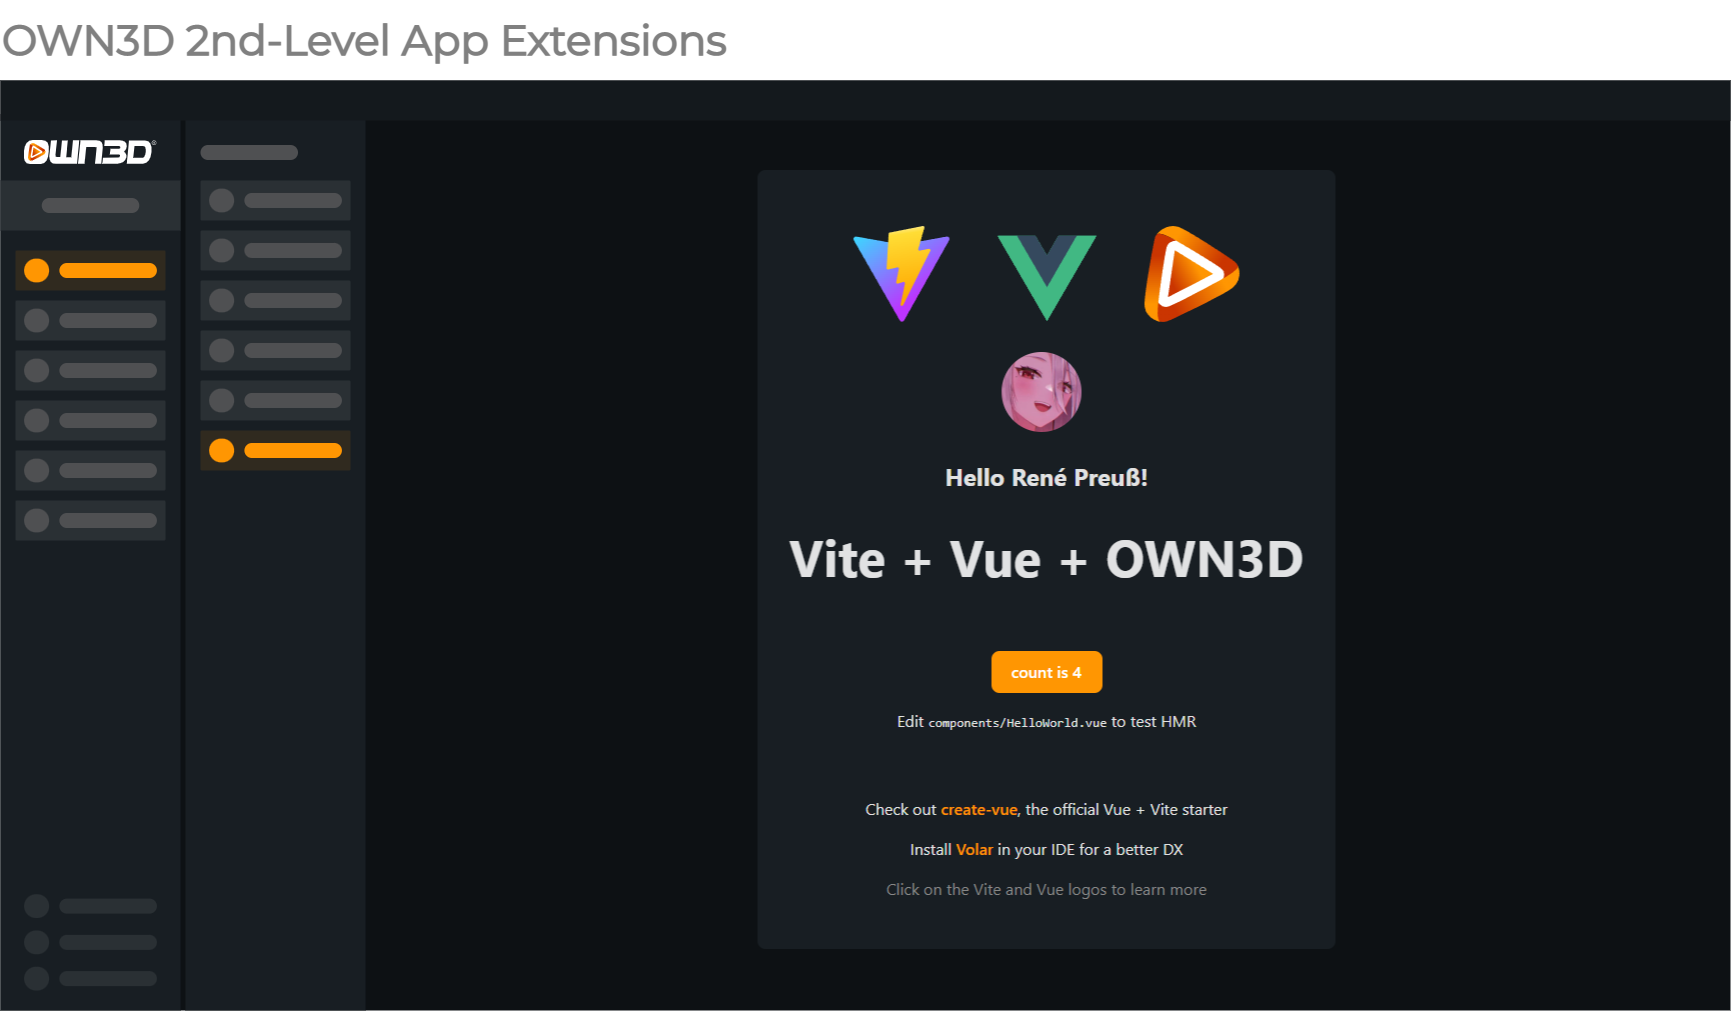 OWN3D 2nd-Level App Extensions
OWN3D®
Hello René Preuß!
Vite + Vue + OWN3D
count is 4
Edit components/HelloWorld.vue to test HMR
Check out create-vue, the official Vue + Vite starter
Install Volar in your IDE for a better DX
Click on the Vite and Vue logos to learn more